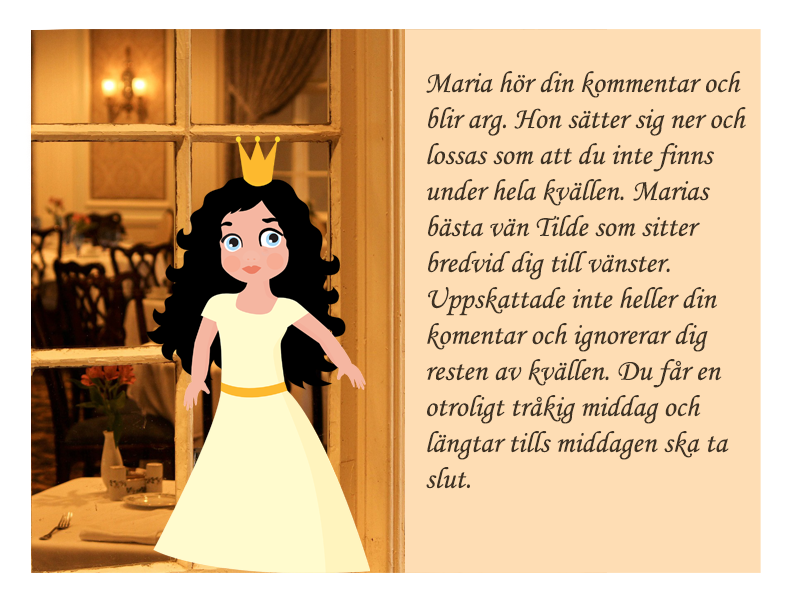 Maria hör din kommentar och
blir arg. Hon sätter sig ner och
lossas som att du inte finns
under hela kvällen. Marias
bästa vän Tilde som sitter
bredvid dig till vänster.
Uppskattade inte heller din
komentar och ignorerar dig
resten av kvällen. Du får en
otroligt tråkig middag och
längtar tills middagen ska ta
slut.